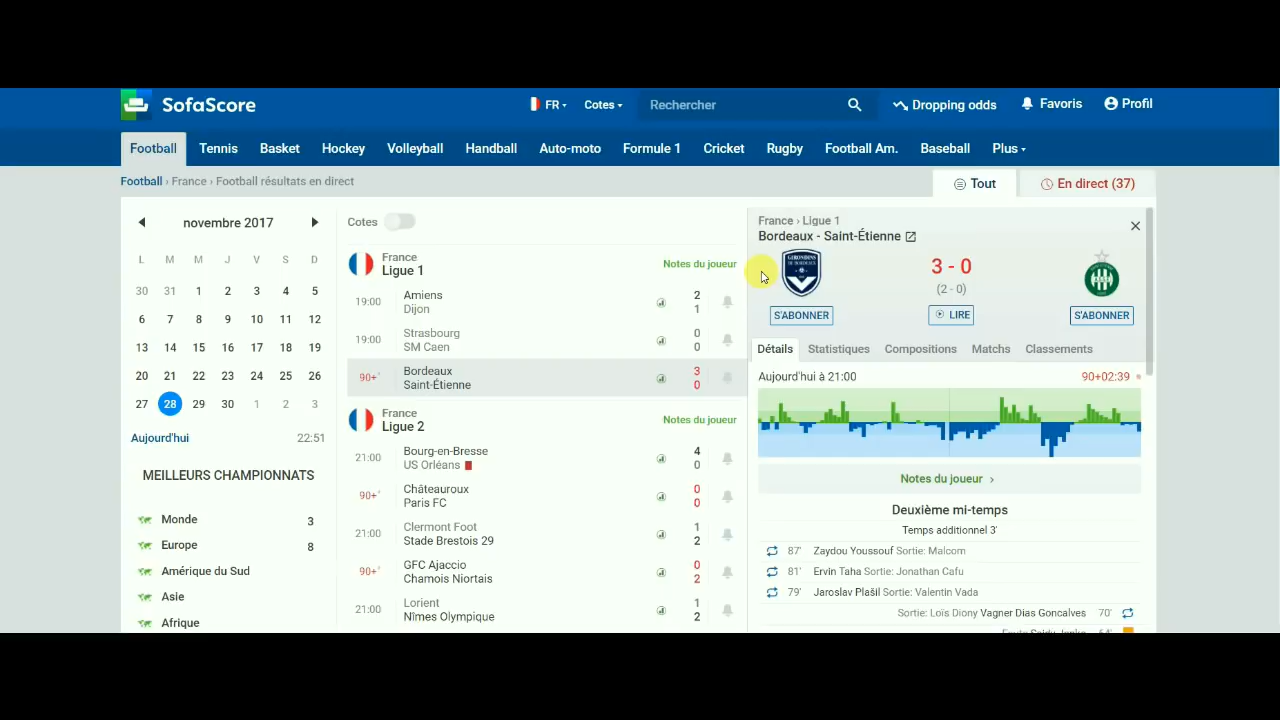 SofaScore
FR
Cotes
Rechercher
Dropping odds
Favoris
Profil
Football Tennis Basket Hockey Volleyball Handball Auto-moto Formule 1 Cricket Rugby Football Am. Baseball Plus
Football › France › Football résultats en direct
Tout
En direct (37)
novembre 2017
L M M J V S D
30 31 1 2 3 4 5
6 7 8 9 10 11 12
13 14 15 16 17 18 19
20 21 22 23 24 25 26
27 28 29 30 1 2 3
Aujourd'hui 22:51
MEILLEURS CHAMPIONNATS
Monde 3
Europe 8
Amérique du Sud
Asie
Afrique
Cotes
France
Ligue 1
Notes du joueur
19:00 Amiens 2
Dijon 1
19:00 Strasbourg 0
SM Caen 0
90+' Bordeaux 3
Saint-Étienne 0
France
Ligue 2
Notes du joueur
21:00 Bourg-en-Bresse 4
US Orléans 0
90+' Châteauroux 0
Paris FC 0
21:00 Clermont Foot 1
Stade Brestois 29 2
90+' GFC Ajaccio 0
Chamois Niortais 2
21:00 Lorient 1
Nîmes Olympique 2
France › Ligue 1
Bordeaux - Saint-Étienne
GIRONDINS
3 - 0
(2 - 0)
S'ABONNER
LIRE
S'ABONNER
Détails Statistiques Compositions Matchs Classements
Aujourd'hui à 21:00 90+02:39
Notes du joueur ›
Deuxième mi-temps
Temps additionnel 3'
87' Zaydou Youssouf Sortie: Malcom
81' Ervin Taha Sortie: Jonathan Cafu
79' Jaroslav Plašil Sortie: Valentin Vada
Sortie: Loïs Diony Vagner Dias Goncalves 70'